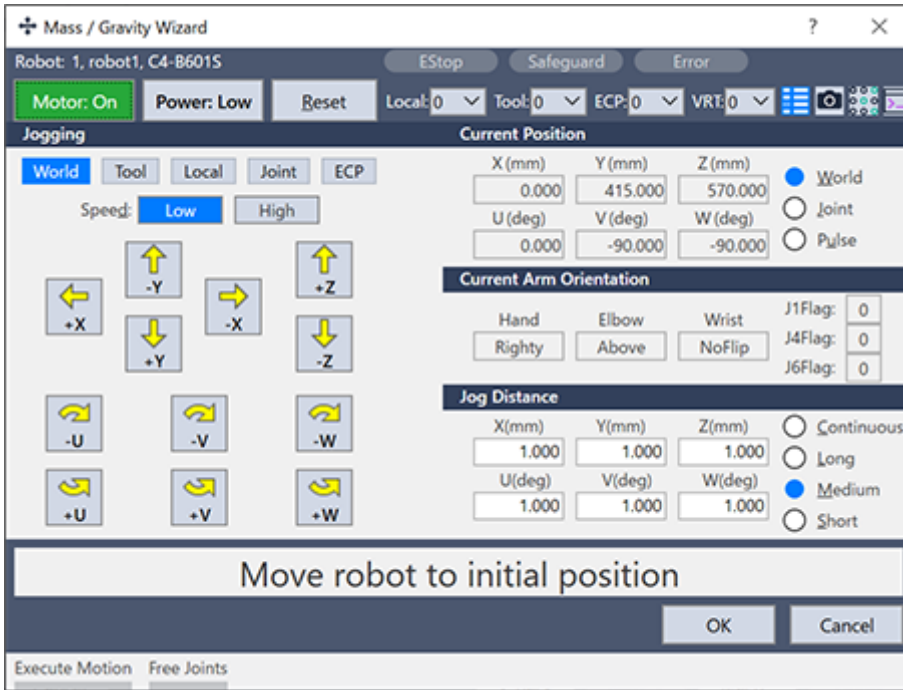 Mass / Gravity Wizard ?
Robot: 1, robot1, C4-B601S EStop Safeguard Error
Motor: On Power: Low Reset Local: 0 Tool: 0 ECP: 0 VRT: 0
Jogging
World Tool Local Joint ECP
Speed: Low High
-Y
+Z
+X
-X
+Y
-Z
-U -V -W
+U +V +W
Current Position
X (mm) Y (mm) Z (mm)
0.000 415.000 570.000
U (deg) V (deg) W (deg)
0.000 -90.000 -90.000
World
Joint
Pulse
Current Arm Orientation
Hand Elbow Wrist
Righty Above NoFlip
J1Flag: 0
J4Flag: 0
J6Flag: 0
Jog Distance
X(mm) Y(mm) Z(mm)
1.000 1.000 1.000
U(deg) V(deg) W(deg)
1.000 1.000 1.000
Continuous
Long
Medium
Short
Move robot to initial position
OK Cancel
Execute Motion Free Joints